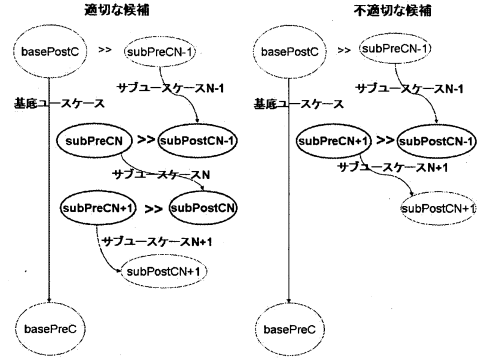 適切な候補
basePostC >> subPreCN-1
サブユースケースN-1
基底ユースケース
subPreCN >> subPostCN-1
サブユースケースN
subPreCN+1 >> subPostCN
サブユースケースN+1
subPostCN+1
basePreC
不適切な候補
basePostC >> subPreCN-1
サブユースケースN-1
基底ユースケース
subPreCN+1 >> subPostCN-1
サブユースケースN+1
subPostCN+1
basePreC